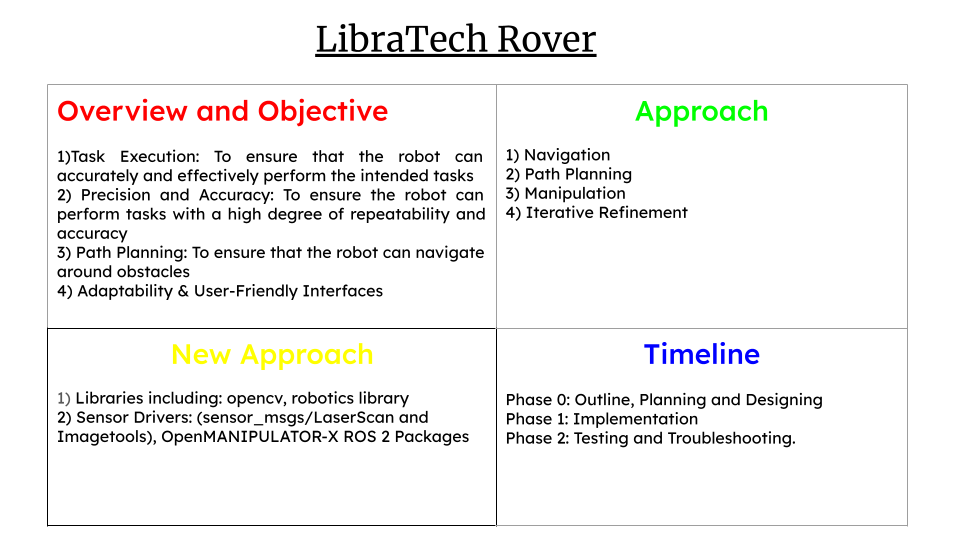 LibraTech Rover
Overview and Objective
1)Task Execution: To ensure that the robot can
accurately and effectively perform the intended tasks
2) Precision and Accuracy: To ensure the robot can
perform tasks with a high degree of repeatability and
accuracy
3) Path Planning: To ensure that the robot can navigate
around obstacles
4) Adaptability & User-Friendly Interfaces
Approach
1) Navigation
2) Path Planning
3) Manipulation
4) Iterative Refinement
New Approach
1) Libraries including: opencv, robotics library
2) Sensor Drivers: (sensor_msgs/LaserScan and
Imagetools), OpenMANIPULATOR-X ROS 2 Packages
Timeline
Phase 0: Outline, Planning and Designing
Phase 1: Implementation
Phase 2: Testing and Troubleshooting.